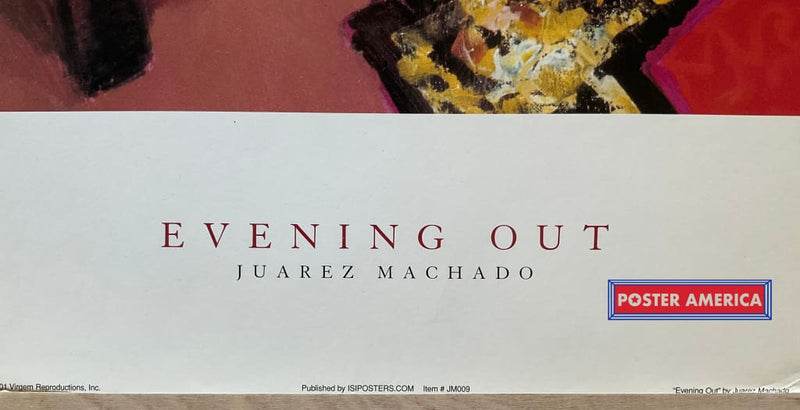 EVENING OUT
JUAREZ MACHADO
POSTER AMERICA
01 Virgem Reproductions, Inc.
Published by ISIPOSTERS.COM Item # JM009
"Evening Out" by Juarez Machado